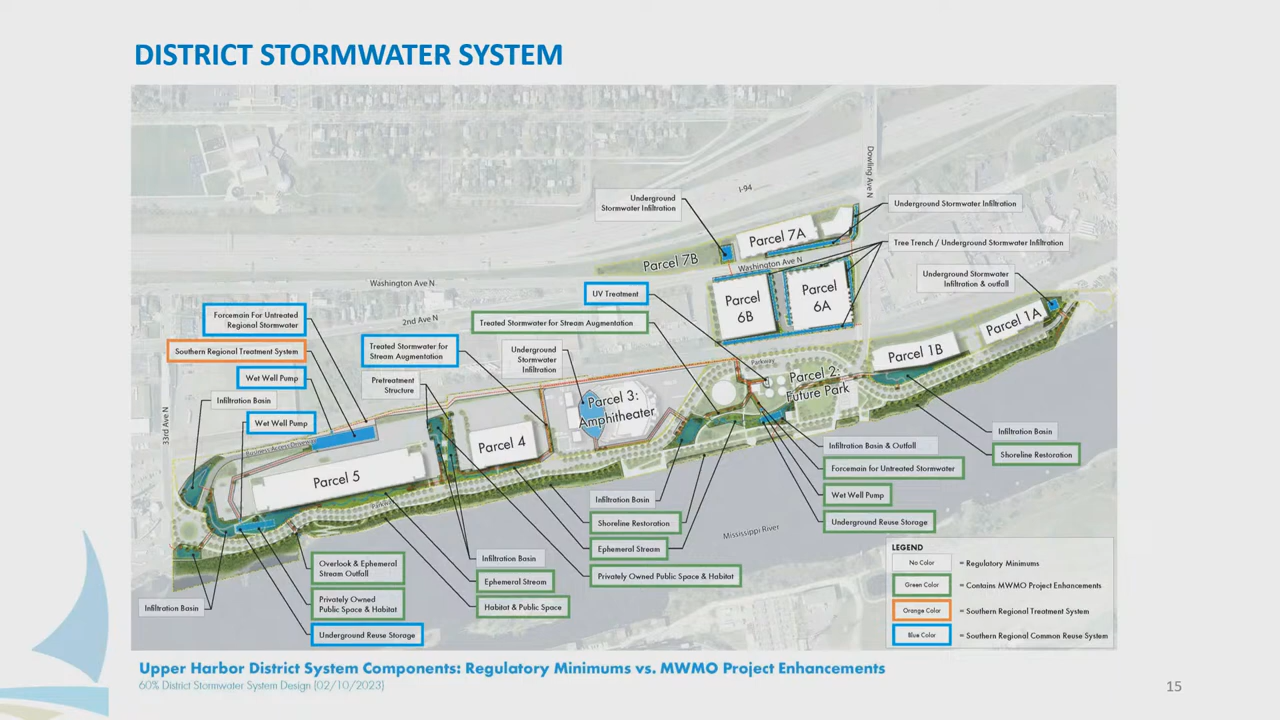 DISTRICT STORMWATER SYSTEM
I-94
Dowling Ave N
Underground
Stormwater Infiltration
Underground Stormwater Infiltration
Parcel 7A
Tree Trench / Underground Stormwater Infiltration
Parcel 7B
Washington Ave N
Washington Ave N
Underground Stormwater
Infiltration & outfall
UV Treatment
Parcel
6B
Parcel
6A
Forcemain For Untreated
Regional Stormwater
2nd Ave N
Treated Stormwater for Stream Augmentation
Parcel 1A
Southern Regional Treatment System
Treated Stormwater for
Stream Augmentation
Underground
Stormwater
Infiltration
Parcel 1B
Parkway
Wet Well Pump
Pretreatment
Structure
Parcel 2:
Future Park
Infiltration Basin
Parcel 3:
Amphitheater
33rd Ave N
Wet Well Pump
Business Access Driveway
Parcel 4
Infiltration Basin
Infiltration Basin & Outfall
Shoreline Restoration
Parcel 5
Forcemain for Untreated Stormwater
Wet Well Pump
Parkway
Infiltration Basin
Shoreline Restoration
Underground Reuse Storage
Mississippi River
Ephemeral Stream
Infiltration Basin
Privately Owned Public Space & Habitat
Overlook & Ephemeral
Stream Outfall
Ephemeral Stream
Privately Owned
Public Space & Habitat
Habitat & Public Space
Infiltration Basin
Underground Reuse Storage
LEGEND
No Color = Regulatory Minimums
Green Color = Contains MWMO Project Enhancements
Orange Color = Southern Regional Treatment System
Blue Color = Southern Regional Common Reuse System
Upper Harbor District System Components: Regulatory Minimums vs. MWMO Project Enhancements
60% District Stormwater System Design (02/10/2023)
15